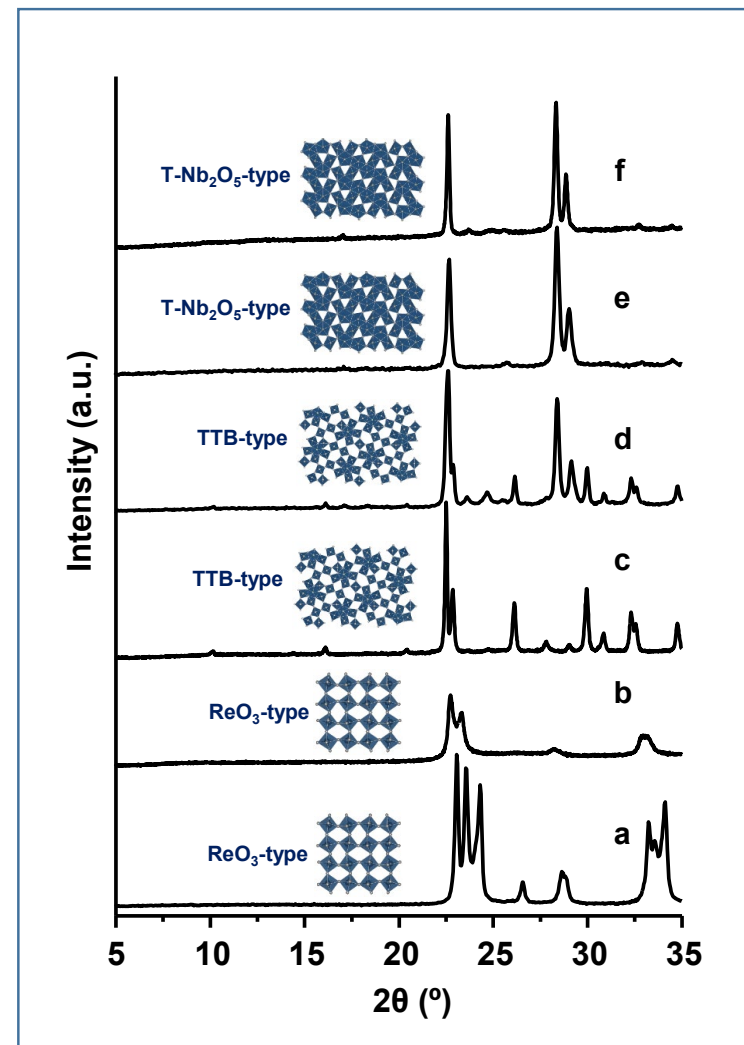 T-Nb₂O₅-type
f
T-Nb₂O₅-type
e
TTB-type
d
TTB-type
c
ReO₃-type
b
ReO₃-type
a
Intensity (a.u.)
5 10 15 20 25 30 35
2θ (º)